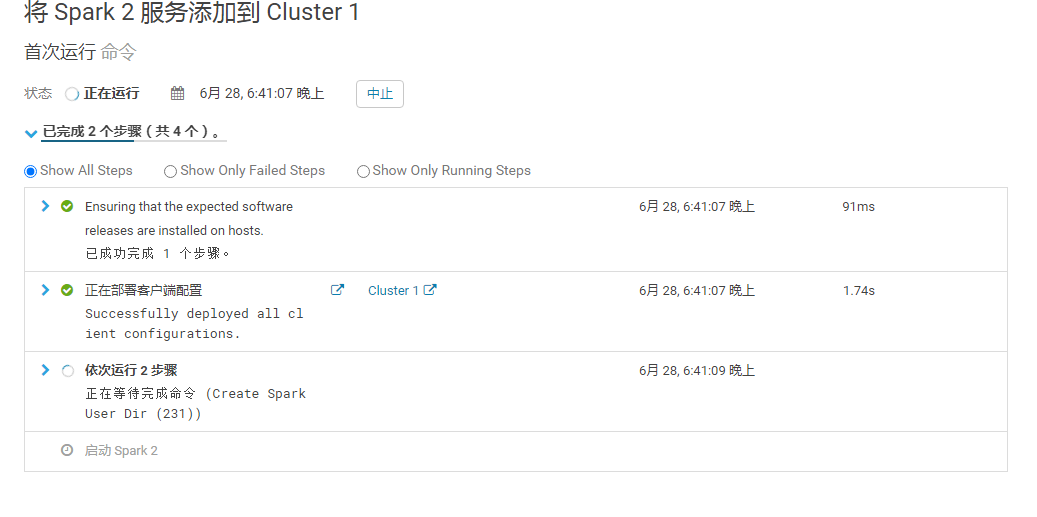 将 Spark 2 服务添加到 Cluster 1
首次运行 命令
状态 正在运行 6月 28, 6:41:07 晚上 中止
已完成 2 个步骤 ( 共 4 个 ) 。
Show All Steps Show Only Failed Steps Show Only Running Steps
Ensuring that the expected software 6月 28, 6:41:07 晚上 91ms
releases are installed on hosts.
已成功完成 1 个步骤。
正在部署客户端配置 Cluster 1 6月 28, 6:41:07 晚上 1.74s
Successfully deployed all cl
ient configurations.
依次运行 2 步骤 6月 28, 6:41:09 晚上
正在等待完成命令 (Create Spark
User Dir (231))
启动 Spark 2